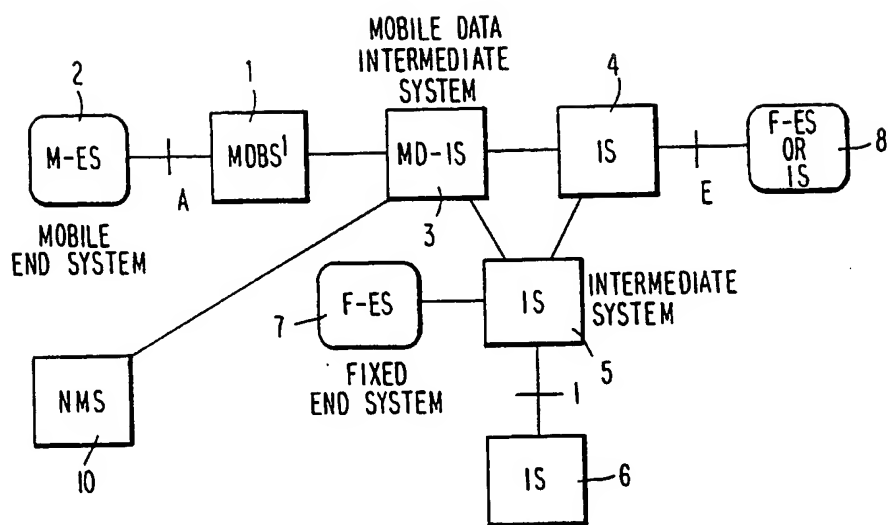 MOBILE DATA
INTERMEDIATE
SYSTEM
2
1
4
M-ES
MDBS1
MD-IS
IS
F-ES
OR
IS
8
A
E
3
MOBILE
END SYSTEM
7
F-ES
IS
INTERMEDIATE
SYSTEM
5
FIXED
END SYSTEM
NMS
10
I
IS
6